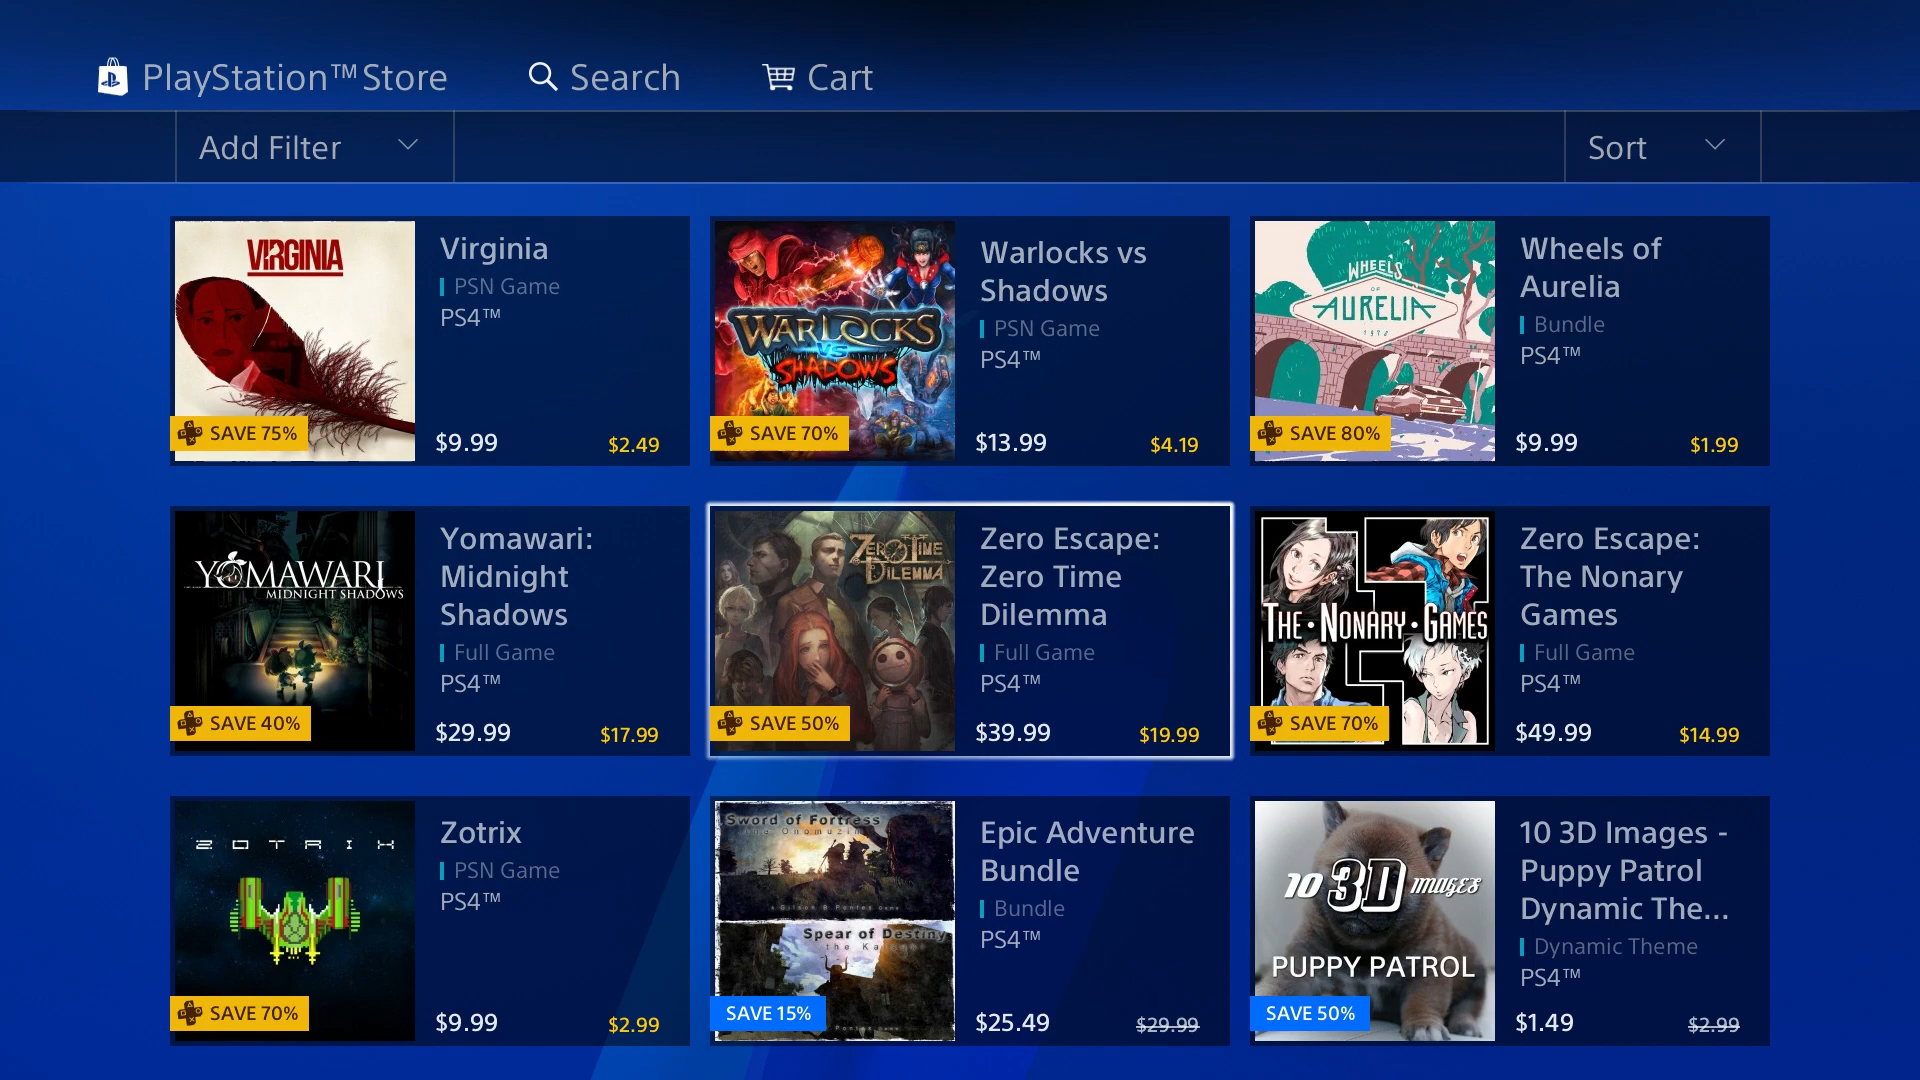 PlayStation™Store
Search
Cart
Add Filter
Sort
VIRGINIA
SAVE 75%
Virginia
PSN Game
PS4™
$9.99
$2.49
WARLOCKS
VS
SHADOWS
SAVE 70%
Warlocks vs
Shadows
PSN Game
PS4™
$13.99
$4.19
WHEELS
OF
AURELIA
SAVE 80%
Wheels of
Aurelia
Bundle
PS4™
$9.99
$1.99
YOMAWARI
MIDNIGHT SHADOWS
SAVE 40%
Yomawari:
Midnight
Shadows
Full Game
PS4™
$29.99
$17.99
ZERO TIME
DILEMMA
SAVE 50%
Zero Escape:
Zero Time
Dilemma
Full Game
PS4™
$39.99
$19.99
THE • NONARY • GAMES
SAVE 70%
Zero Escape:
The Nonary
Games
Full Game
PS4™
$49.99
$14.99
ZOTRIX
SAVE 70%
Zotrix
PSN Game
PS4™
$9.99
$2.99
Sword of Fortress
the Onomuzim
Spear of Destiny
SAVE 15%
Epic Adventure
Bundle
Bundle
PS4™
$25.49
$29.99
10 3D IMAGES
PUPPY PATROL
SAVE 50%
10 3D Images -
Puppy Patrol
Dynamic The...
Dynamic Theme
PS4™
$1.49
$2.99